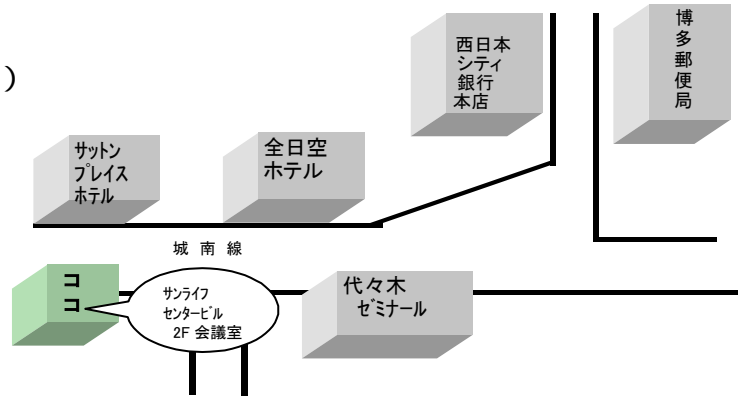 ）
西日本
シティ
銀行
本店
博多郵便局
サットン
プレイス
ホテル
全日空
ホテル
城南線
ココ
サンライフ
センタービル
2F 会議室
代々木
ゼミナール